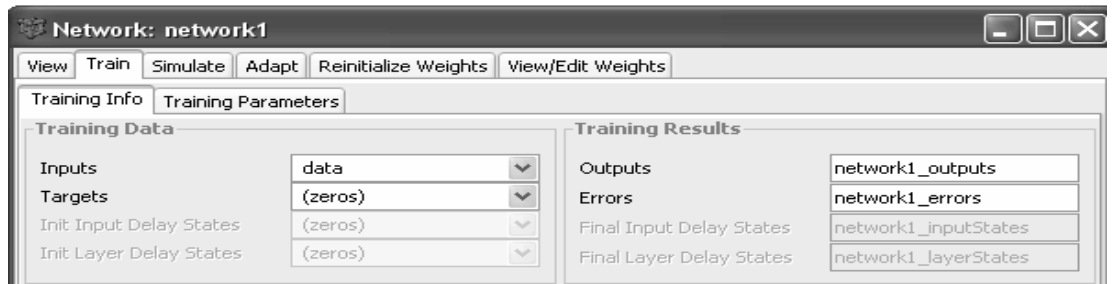 Network: network1
View Train Simulate Adapt Reinitialize Weights View/Edit Weights
Training Info Training Parameters
Training Data
Inputs data
Targets (zeros)
Init Input Delay States (zeros)
Init Layer Delay States (zeros)
Training Results
Outputs network1_outputs
Errors network1_errors
Final Input Delay States network1_inputStates
Final Layer Delay States network1_layerStates